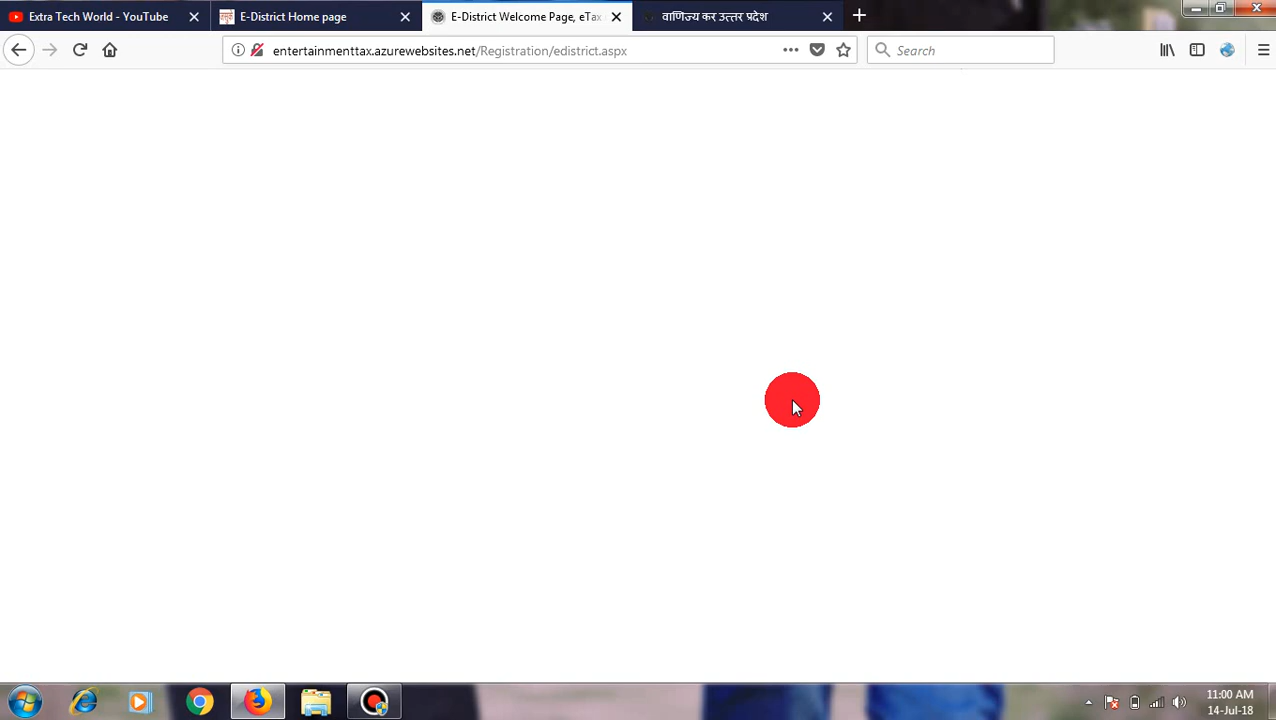 Extra Tech World - YouTube
E-District Home page
E-District Welcome Page, eTax
वाणिज्य कर उत्तर प्रदेश
entertainmenttax.azurewebsites.net/Registration/edistrict.aspx
Search
11:00 AM
14-Jul-18